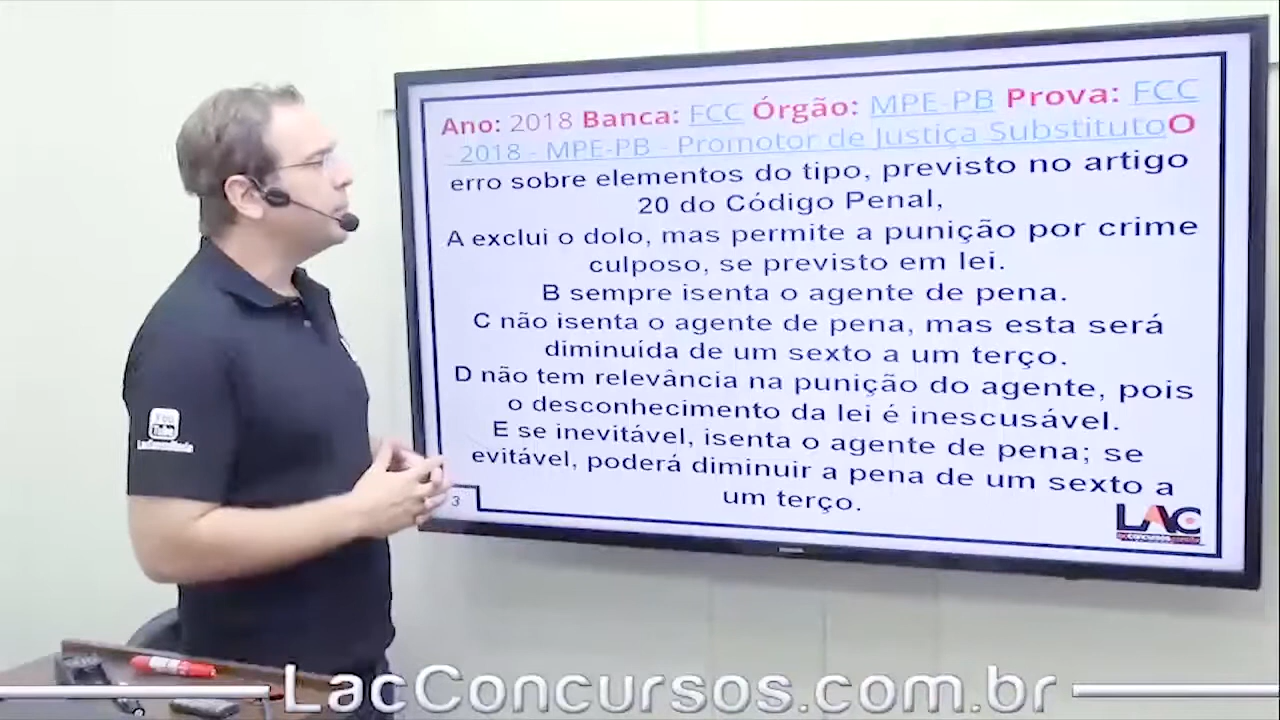 Ano: 2018 Banca: FCC Órgão: MPE-PB Prova: FCC
- 2018 - MPE-PB - Promotor de Justiça SubstitutoO
erro sobre elementos do tipo, previsto no artigo
20 do Código Penal,
A exclui o dolo, mas permite a punição por crime
culposo, se previsto em lei.
B sempre isenta o agente de pena.
C não isenta o agente de pena, mas esta será
diminuída de um sexto a um terço.
D não tem relevância na punição do agente, pois
o desconhecimento da lei é inescusável.
E se inevitável, isenta o agente de pena; se
evitável, poderá diminuir a pena de um sexto a
um terço.
3
LAC
LacConcursos.com.br